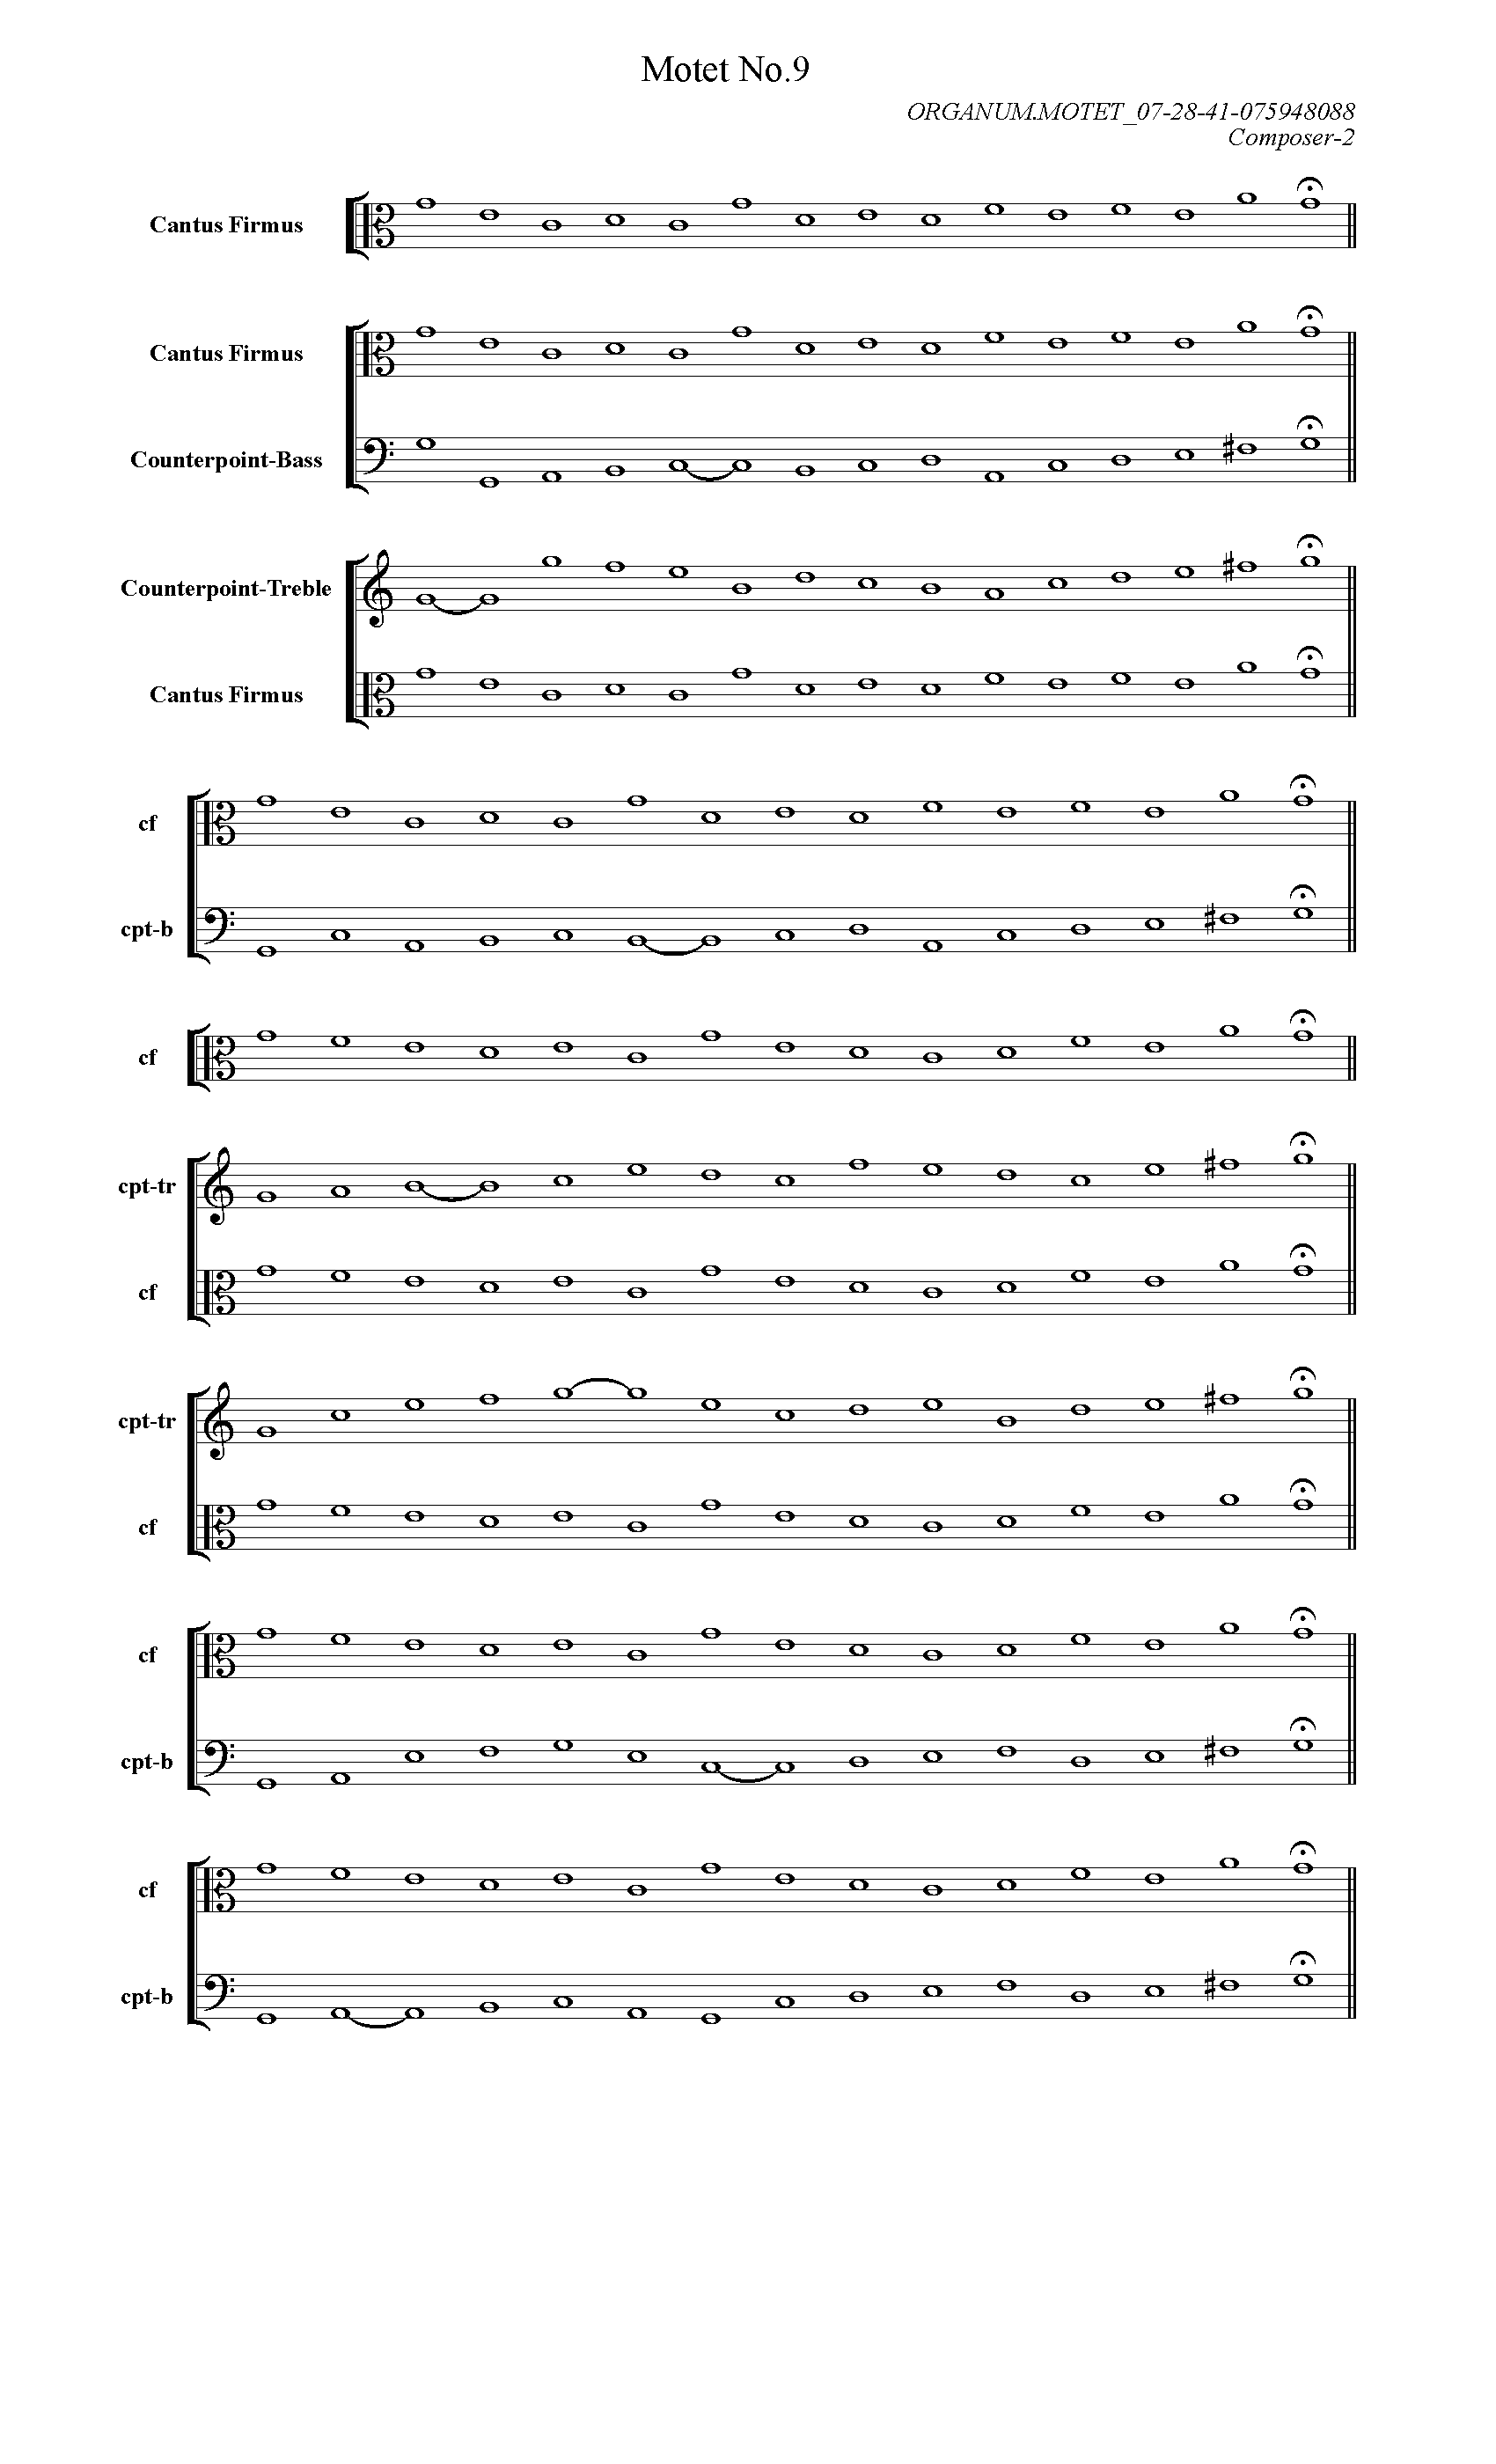 Motet No.9
ORGANUM.MOTET_07-28-41-075948088
Composer-2
Cantus Firmus
Cantus Firmus
Counterpoint-Bass
Counterpoint-Treble
Cantus Firmus
cf
cpt-b
cf
cpt-tr
cf
cpt-tr
cf
cf
cpt-b
cf
cpt-b